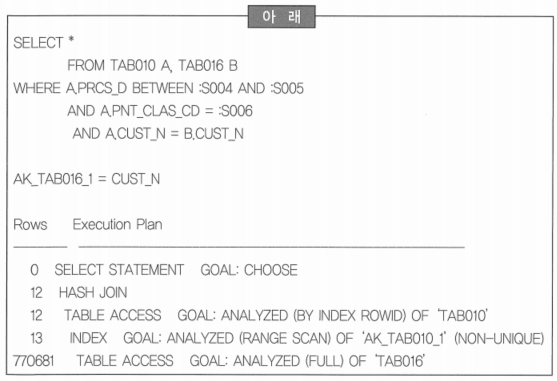 아 래
SELECT *
FROM TAB010 A, TAB016 B
WHERE A.PRCS_D BETWEEN :S004 AND :S005
AND A.PNT_CLAS_CD = :S006
AND A.CUST_N = B.CUST_N
AK_TAB016_1 = CUST_N
Rows Execution Plan
0 SELECT STATEMENT GOAL: CHOOSE
12 HASH JOIN
12 TABLE ACCESS GOAL: ANALYZED (BY INDEX ROWID) OF 'TAB010'
13 INDEX GOAL: ANALYZED (RANGE SCAN) OF 'AK_TAB010_1' (NON-UNIQUE)
770681 TABLE ACCESS GOAL: ANALYZED (FULL) OF 'TAB016'